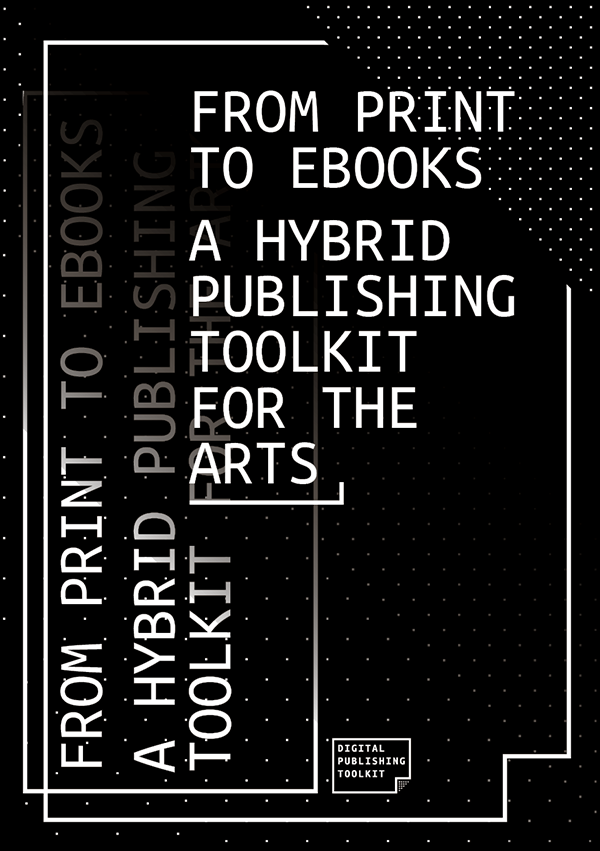 FROM PRINT
TO EBOOKS
A HYBRID
PUBLISHING
TOOLKIT
FOR THE
ARTS
FROM PRINT TO EBOOKS
A HYBRID PUBLISHING
TOOLKIT FOR THE ART
DIGITAL
PUBLISHING
TOOLKIT